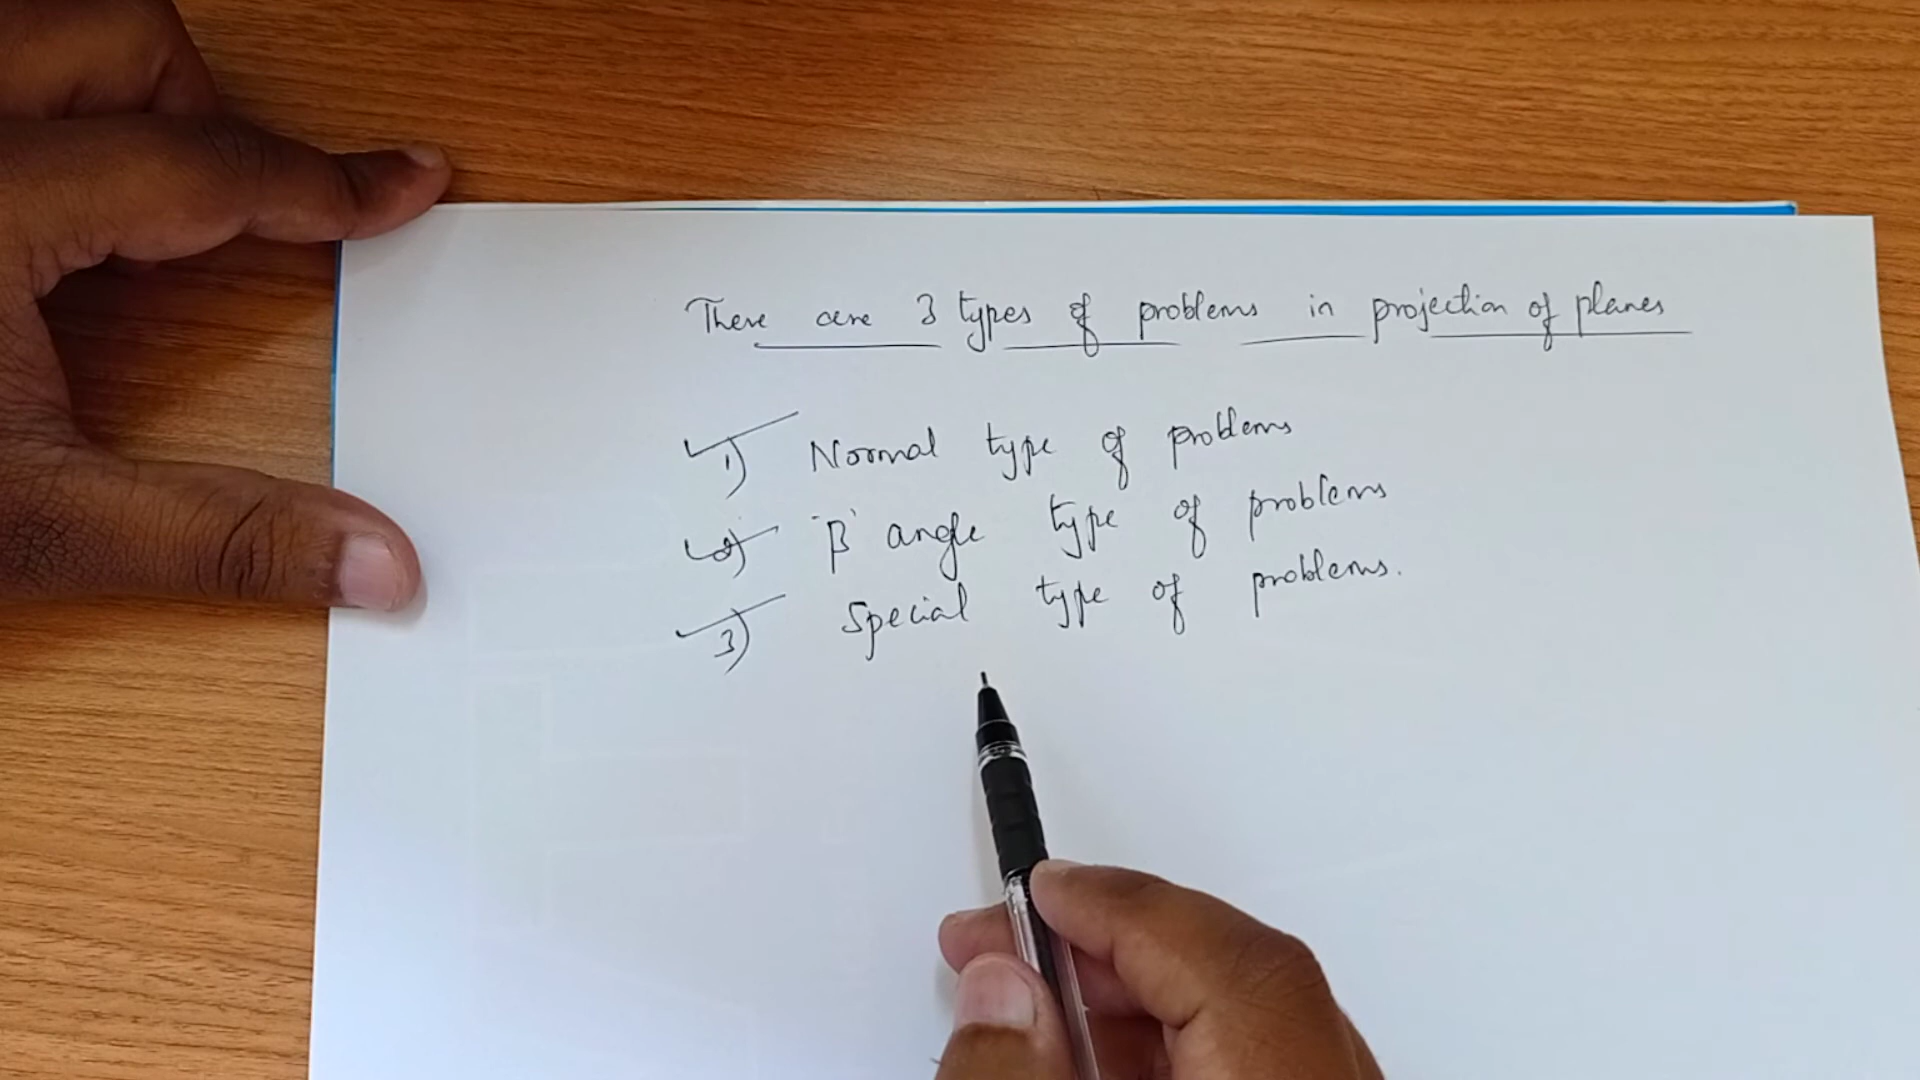 There are 3 types of problems in projection of planes
1) Normal type of problems
2) 'β' angle type of problems
3) Special type of problems.